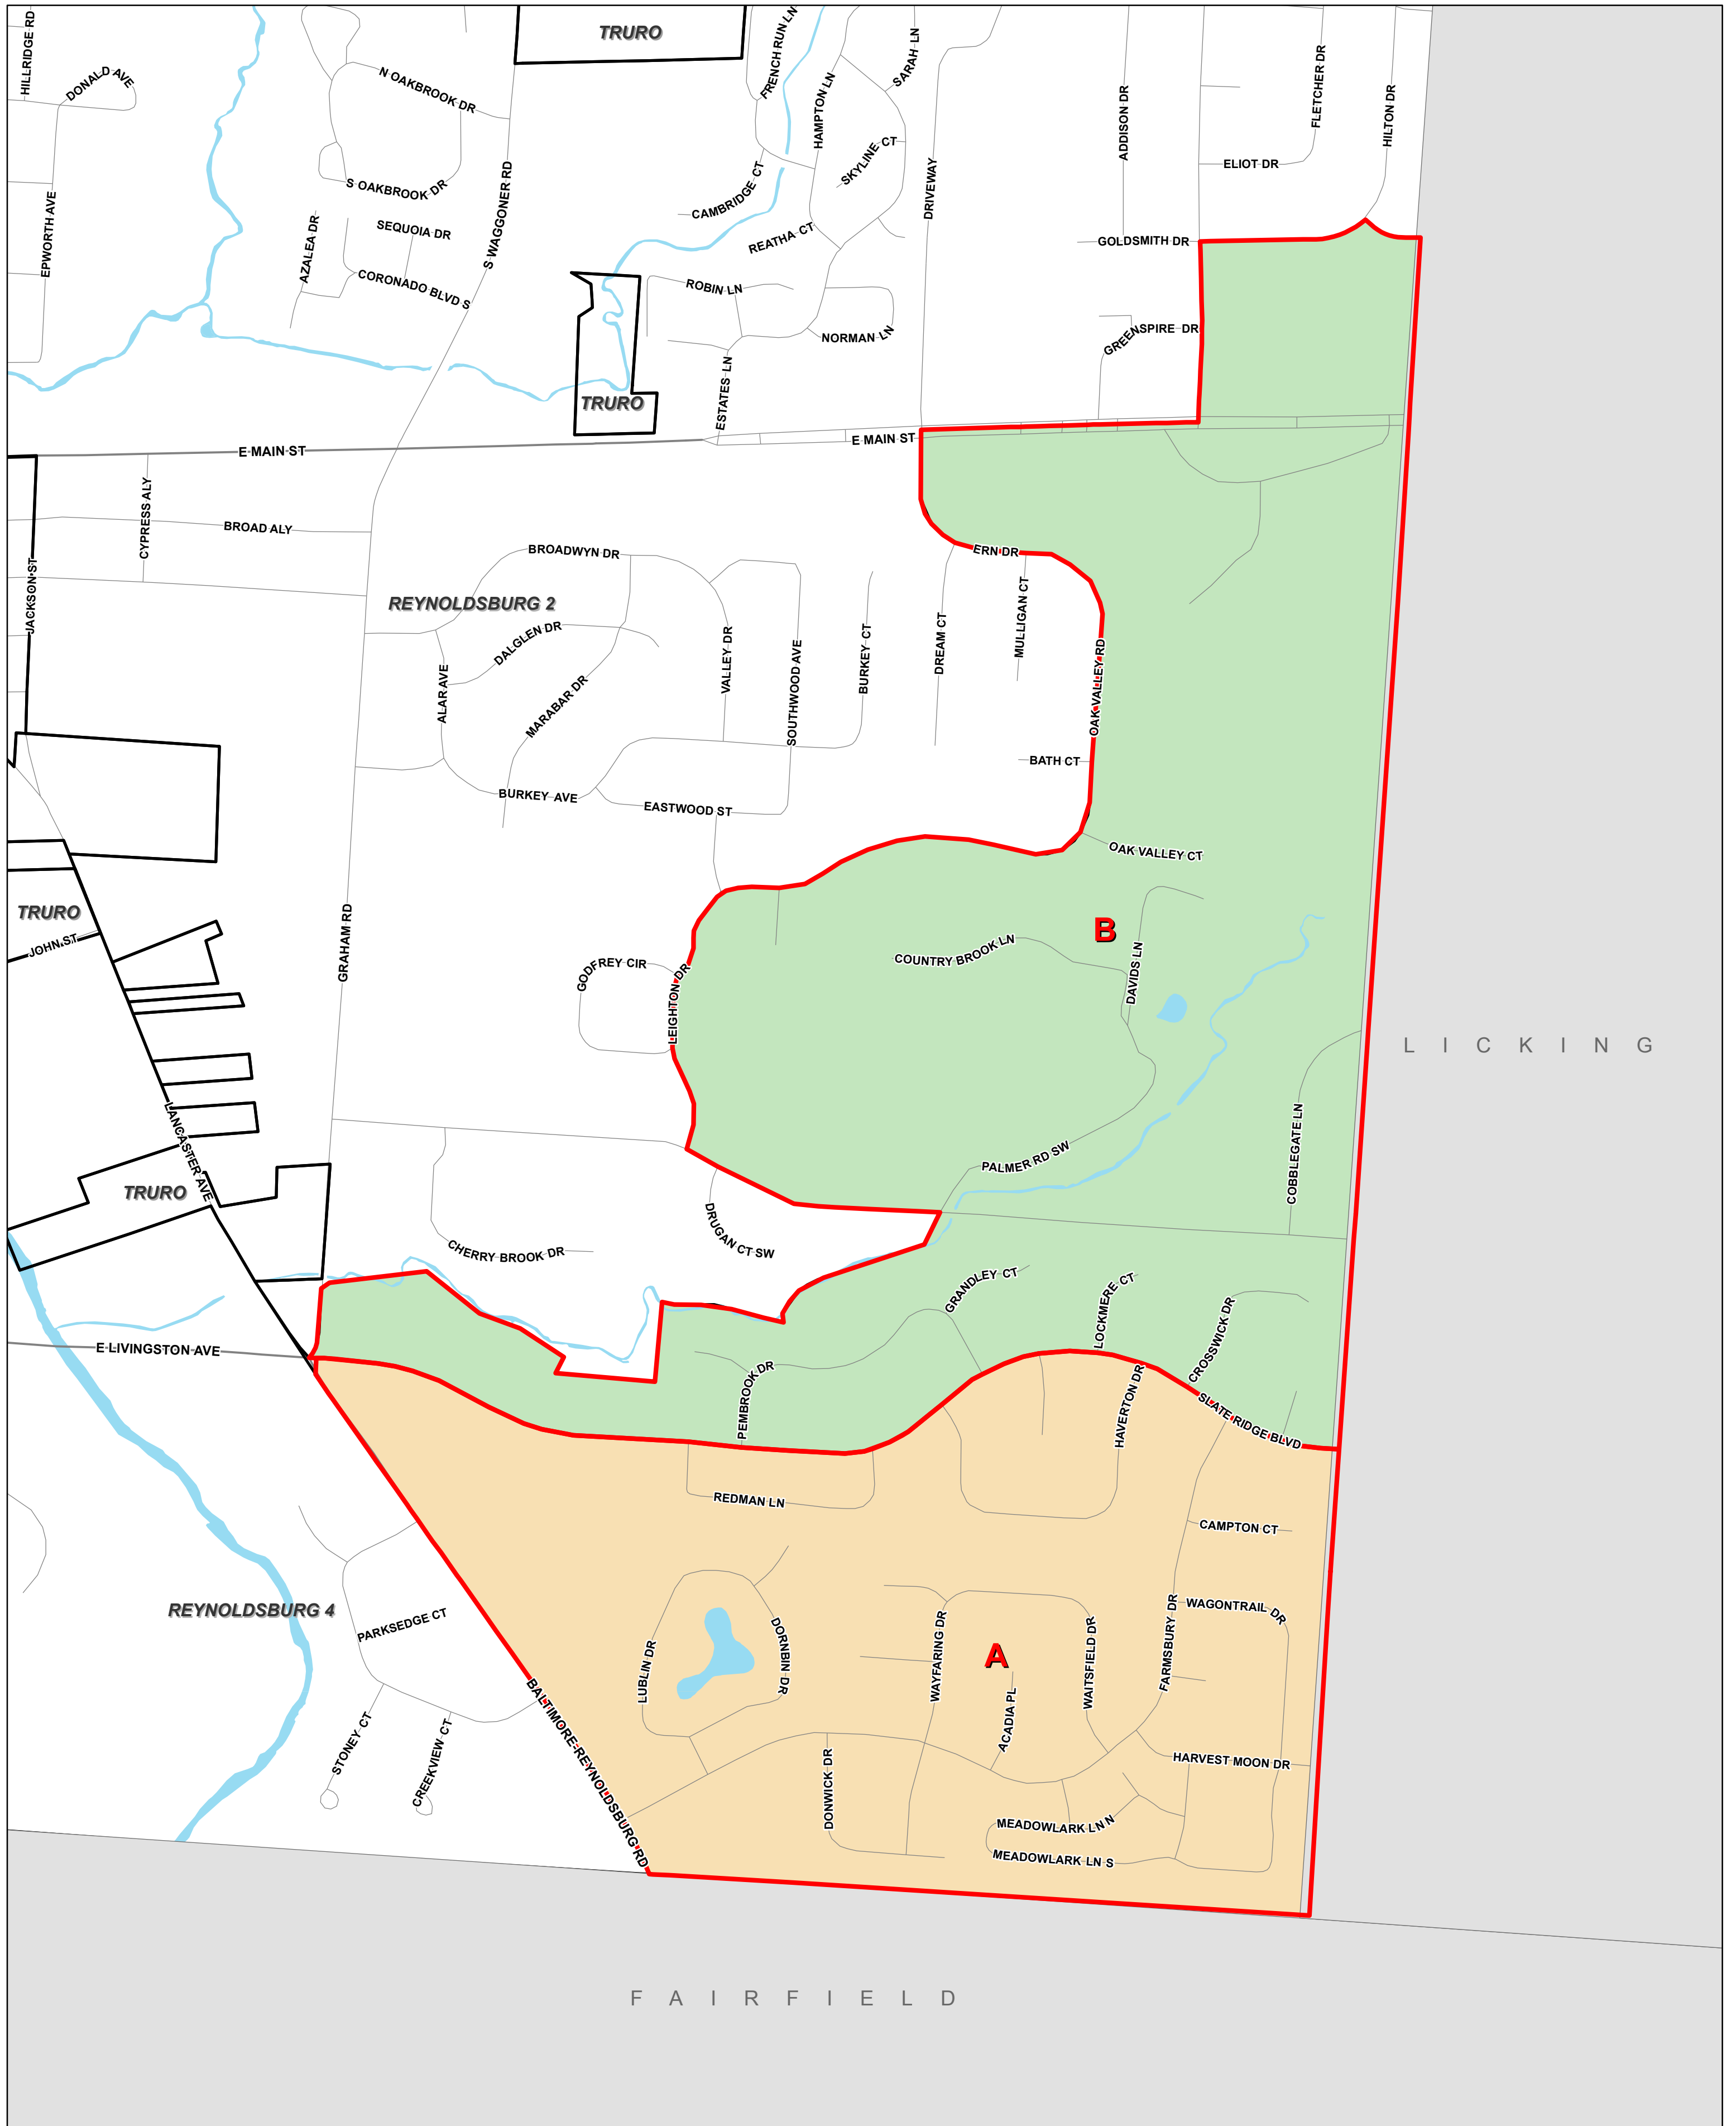 TRURO
HILLRIDGE RD
DONALD AVE
N OAKBROOK DR
FRENCH RUN LN
HAMPTON LN
SARAH LN
FLETCHER DR
HILTON DR
ADDISON DR
SKYLINE CT
ELIOT DR
S OAKBROOK DR
S WAGGONER RD
CAMBRIDGE CT
DRIVEWAY
EPWORTH AVE
AZALEA DR
SEQUOIA DR
REATHA CT
GOLDSMITH DR
CORONADO BLVD S
ROBIN LN
NORMAN LN
GREENSPIRE DR
ESTATES LN
TRURO
E MAIN ST
E MAIN ST
CYPRESS ALY
BROAD ALY
BROADWYN DR
ERN DR
JACKSON ST
REYNOLDSBURG 2
DALGLEN DR
MULLIGAN CT
DREAM CT
BURKEY CT
VALLEY DR
SOUTHWOOD AVE
ALAR AVE
MARABAR DR
OAK VALLEY RD
BATH CT
BURKEY AVE
EASTWOOD ST
OAK VALLEY CT
TRURO
JOHN ST
GRAHAM RD
B
COUNTRY BROOK LN
DAVIDS LN
GODFREY CIR
LEIGHTON DR
LICKING
LANCASTER AVE
COBBLEGATE LN
PALMER RD SW
TRURO
DRUGAN CT SW
CHERRY BROOK DR
GRANDLEY CT
LOCKMERE CT
CROSSWICK DR
E LIVINGSTON AVE
PEMBROOK DR
HAVERTON DR
SLATE RIDGE BLVD
REDMAN LN
CAMPTON CT
REYNOLDSBURG 4
PARKSEDGE CT
LUBLIN DR
DORNBIN DR
WAYFARING DR
A
WAITSFIELD DR
FARMSBURY DR
WAGONTRAIL DR
ACADIA PL
STONEY CT
CREEKVIEW CT
BALTIMORE-REYNOLDSBURG RD
DONWICK DR
HARVEST MOON DR
MEADOWLARK LN N
MEADOWLARK LN S
FAIRFIELD